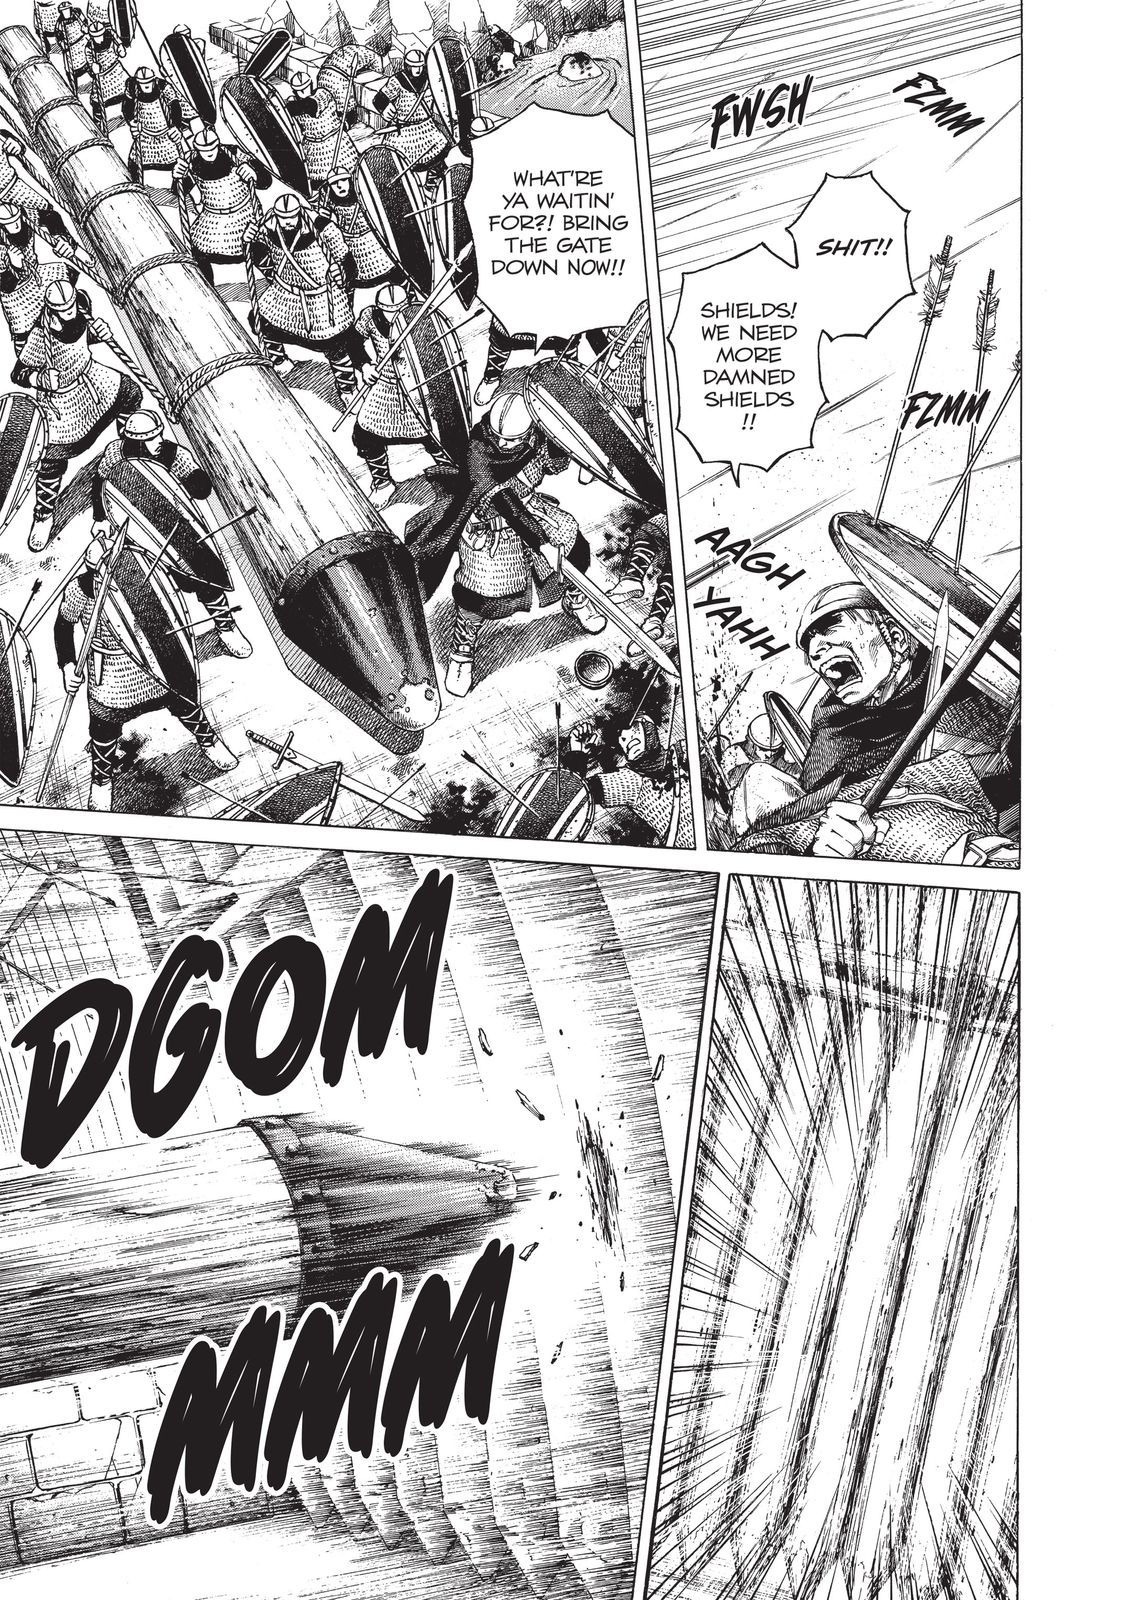 FWSH
FZMM
SHIT!!
SHIELDS!
WE NEED
MORE
DAMNED
SHIELDS
!!
FZMM
AAGH
YAHH
WHAT'RE
YA WAITIN'
FOR?! BRING
THE GATE
DOWN NOW!!
DGOM
MMM